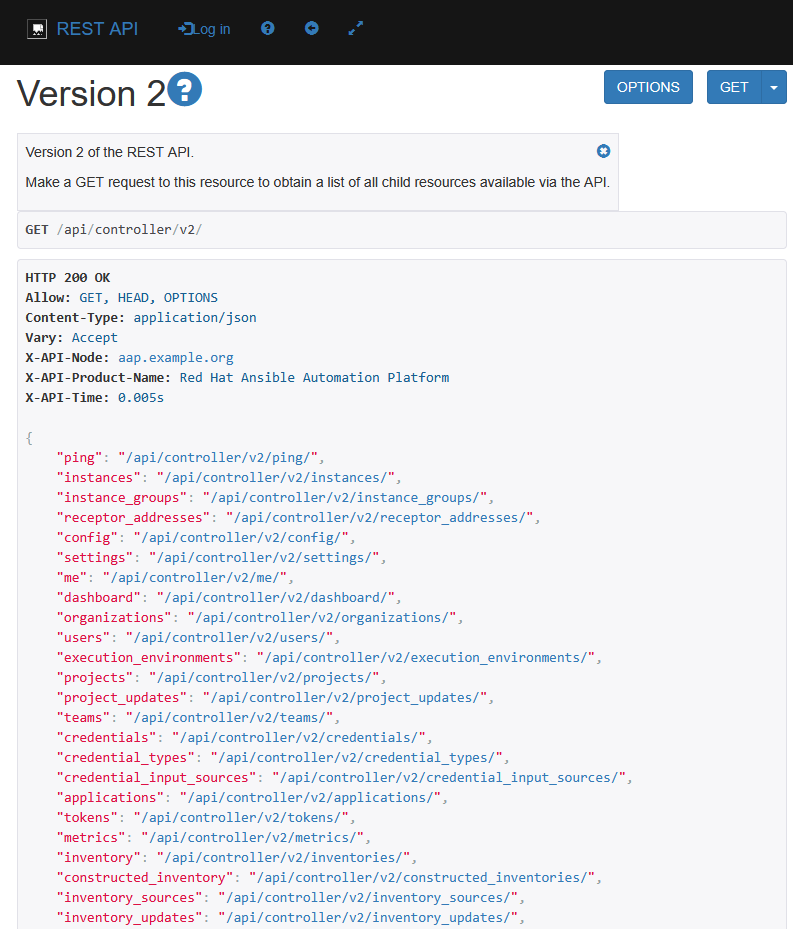 REST API Log in
Version 2 OPTIONS GET
Version 2 of the REST API.
Make a GET request to this resource to obtain a list of all child resources available via the API.
GET /api/controller/v2/
HTTP 200 OK
Allow: GET, HEAD, OPTIONS
Content-Type: application/json
Vary: Accept
X-API-Node: aap.example.org
X-API-Product-Name: Red Hat Ansible Automation Platform
X-API-Time: 0.005s
{
"ping": "/api/controller/v2/ping/",
"instances": "/api/controller/v2/instances/",
"instance_groups": "/api/controller/v2/instance_groups/",
"receptor_addresses": "/api/controller/v2/receptor_addresses/",
"config": "/api/controller/v2/config/",
"settings": "/api/controller/v2/settings/",
"me": "/api/controller/v2/me/",
"dashboard": "/api/controller/v2/dashboard/",
"organizations": "/api/controller/v2/organizations/",
"users": "/api/controller/v2/users/",
"execution_environments": "/api/controller/v2/execution_environments/",
"projects": "/api/controller/v2/projects/",
"project_updates": "/api/controller/v2/project_updates/",
"teams": "/api/controller/v2/teams/",
"credentials": "/api/controller/v2/credentials/",
"credential_types": "/api/controller/v2/credential_types/",
"credential_input_sources": "/api/controller/v2/credential_input_sources/",
"applications": "/api/controller/v2/applications/",
"tokens": "/api/controller/v2/tokens/",
"metrics": "/api/controller/v2/metrics/",
"inventory": "/api/controller/v2/inventories/",
"constructed_inventory": "/api/controller/v2/constructed_inventories/",
"inventory_sources": "/api/controller/v2/inventory_sources/",
"inventory_updates": "/api/controller/v2/inventory_updates/",